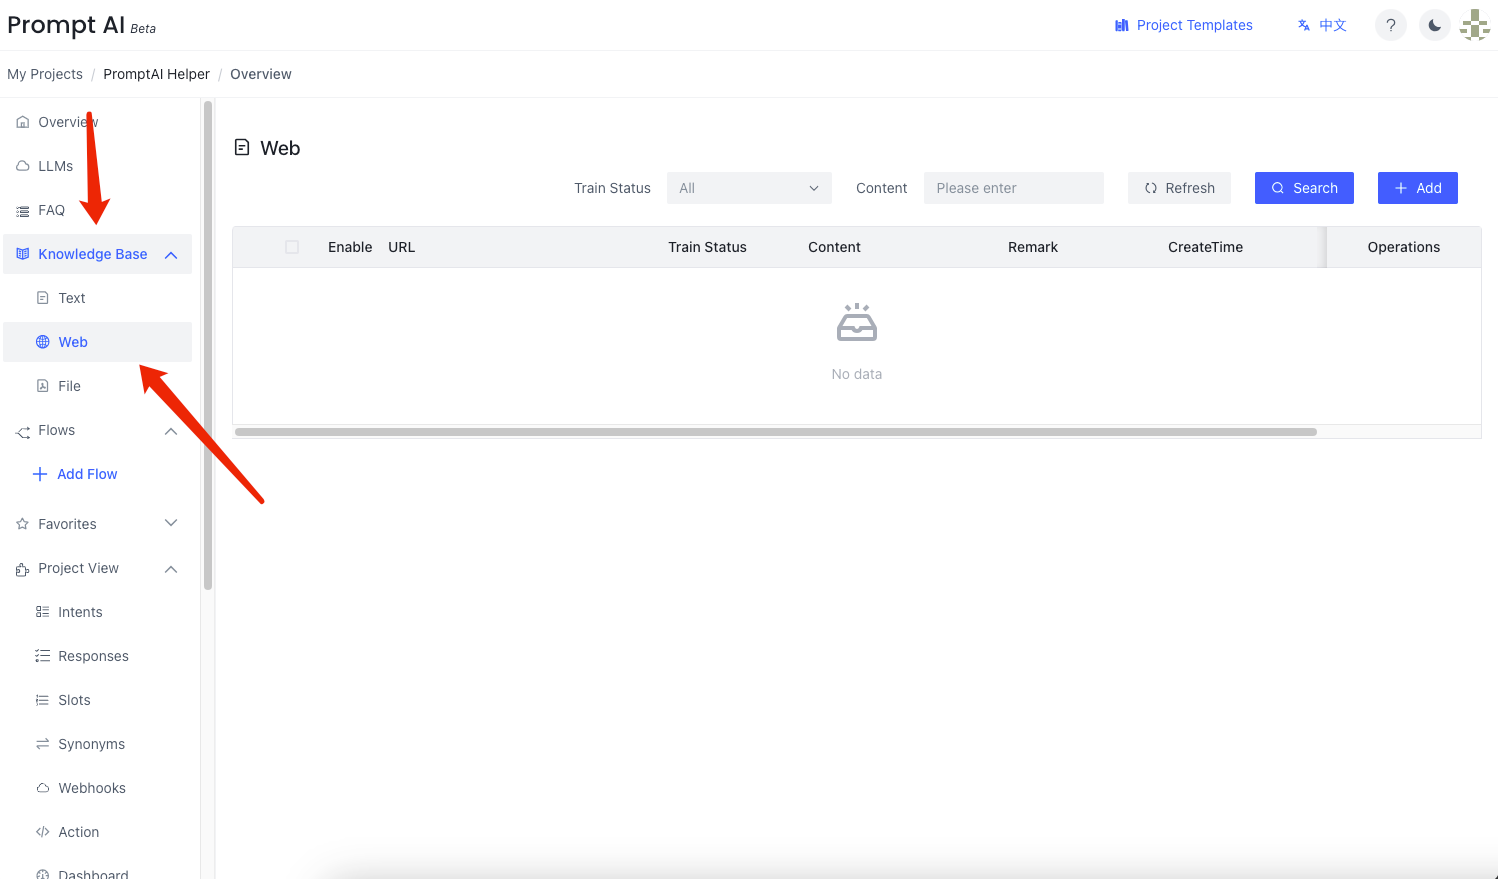 Prompt AI Beta
Project Templates
中文
?
My Projects / PromptAI Helper / Overview
Overview
LLMs
FAQ
Knowledge Base
Text
Web
File
Flows
Add Flow
Favorites
Project View
Intents
Responses
Slots
Synonyms
Webhooks
Action
Dashboard
Web
Train Status All Content Please enter Refresh Search Add
Enable URL Train Status Content Remark CreateTime Operations
No data